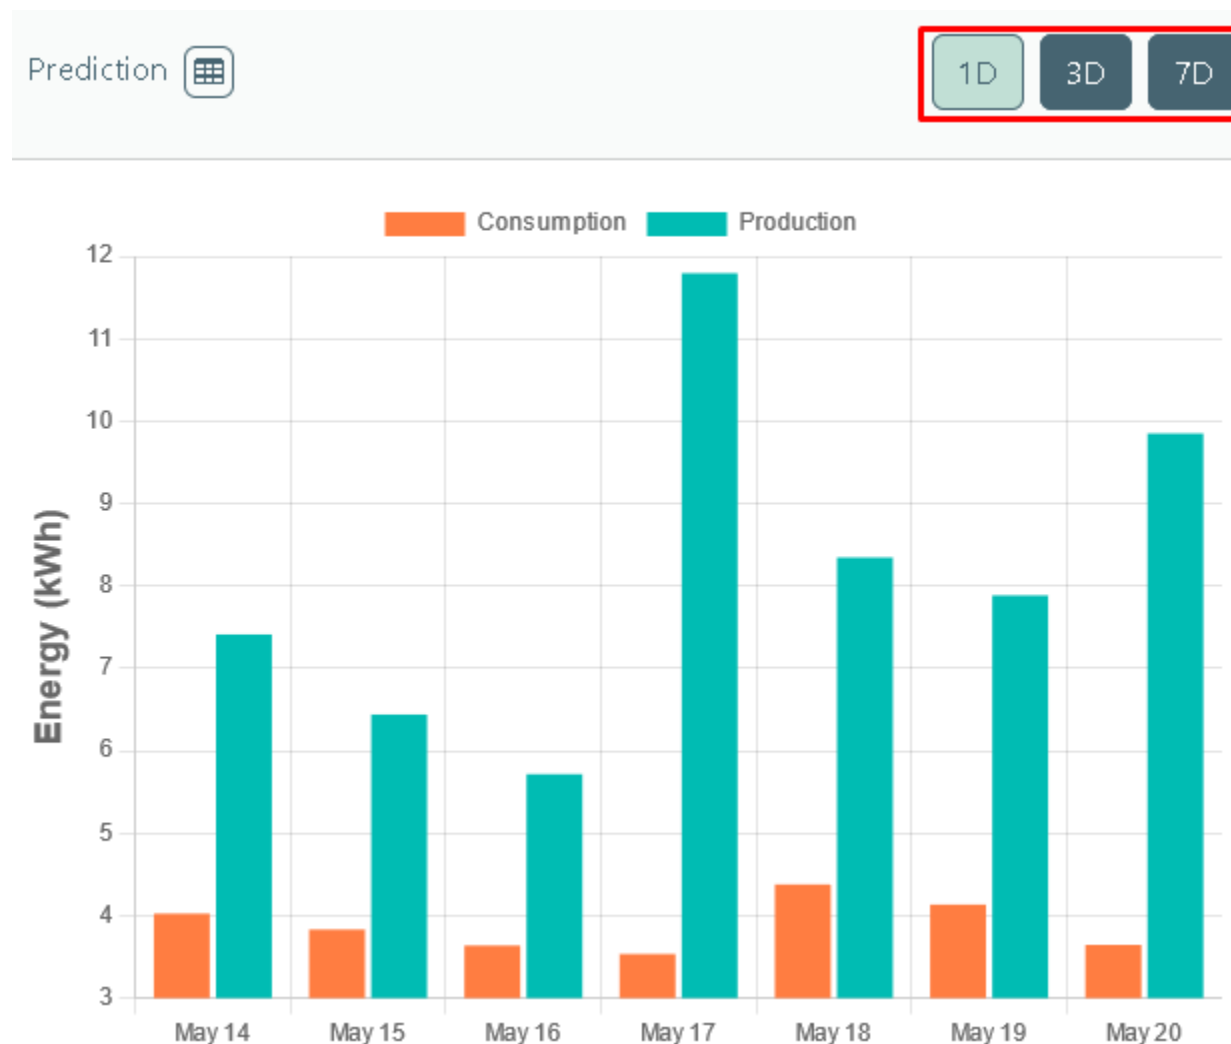 Prediction 1D 3D 7D
Consumption Production
12
11
10
9
8
7
6
5
4
3
Energy (kWh)
May 14 May 15 May 16 May 17 May 18 May 19 May 20